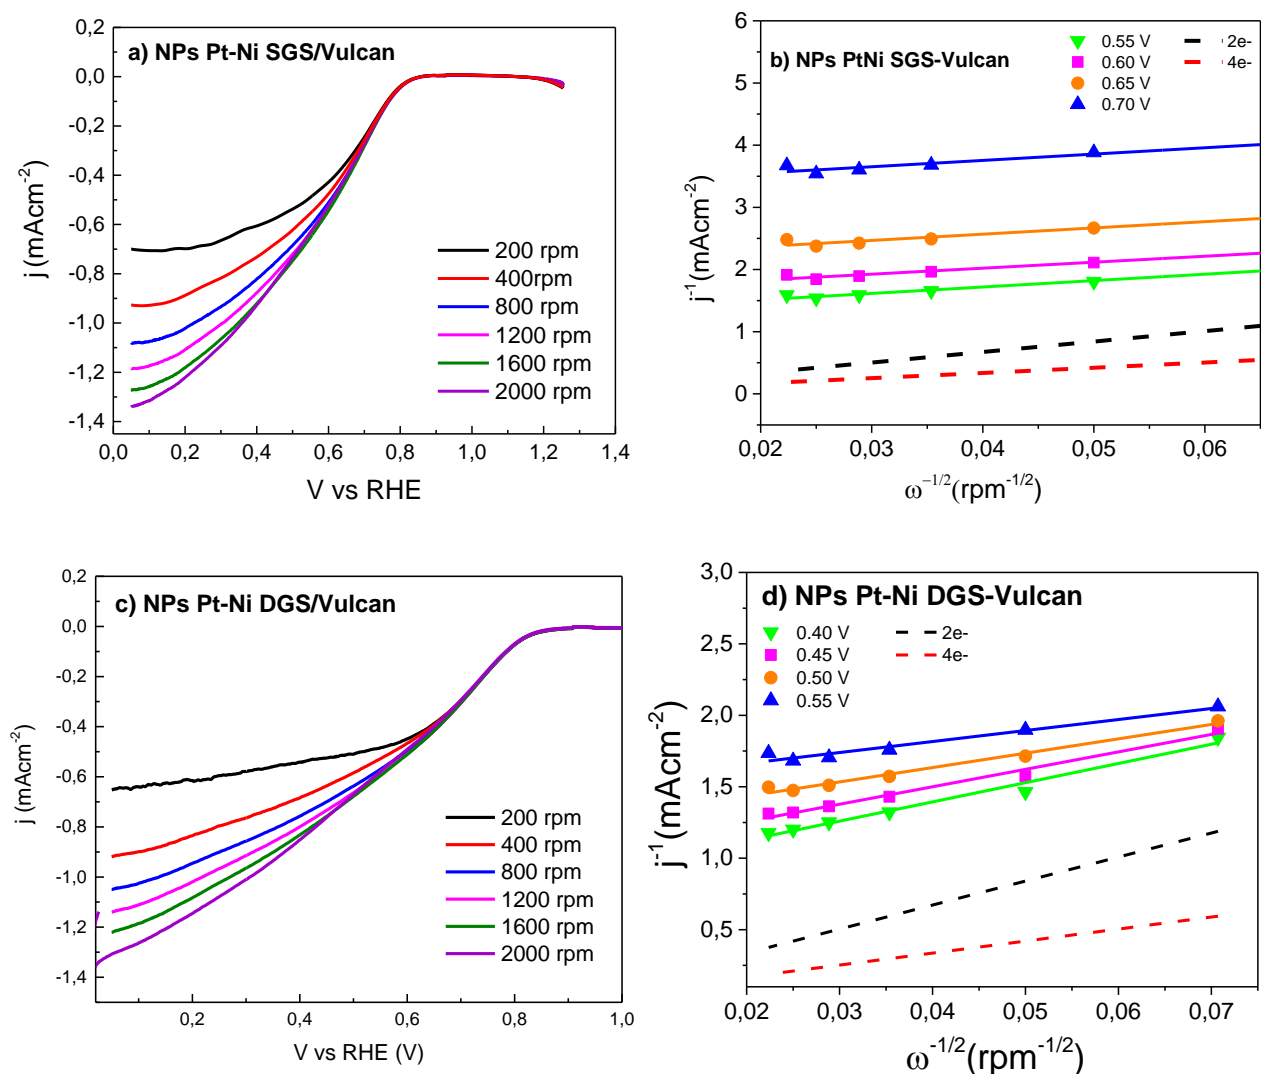 a) NPs Pt-Ni SGS/Vulcan
0,2
0,0
-0,2
-0,4
-0,6
-0,8
-1,0
-1,2
-1,4
j (mAcm-2)
200 rpm
400rpm
800 rpm
1200 rpm
1600 rpm
2000 rpm
0,0 0,2 0,4 0,6 0,8 1,0 1,2 1,4
V vs RHE
b) NPs PtNi SGS-Vulcan
0.55 V
0.60 V
0.65 V
0.70 V
2e-
4e-
6
5
4
3
2
1
0
j-1(mAcm-2)
0,02 0,03 0,04 0,05 0,06
ω-1/2(rpm-1/2)
c) NPs Pt-Ni DGS/Vulcan
0,2
0,0
-0,2
-0,4
-0,6
-0,8
-1,0
-1,2
-1,4
j (mAcm-2)
200 rpm
400 rpm
800 rpm
1200 rpm
1600 rpm
2000 rpm
0,2 0,4 0,6 0,8 1,0
V vs RHE (V)
d) NPs Pt-Ni DGS-Vulcan
0.40 V
0.45 V
0.50 V
0.55 V
2e-
4e-
3,0
2,5
2,0
1,5
1,0
0,5
j-1(mAcm-2)
0,02 0,03 0,04 0,05 0,06 0,07
ω-1/2(rpm-1/2)